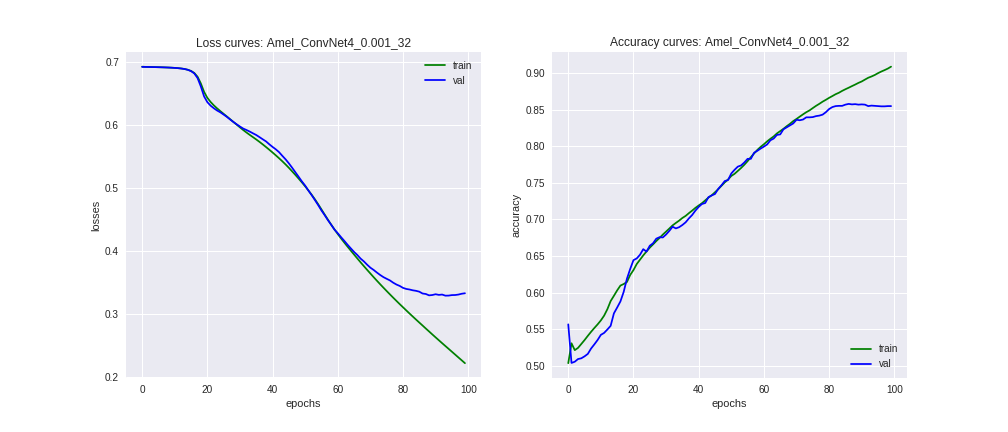 Loss curves: Amel_ConvNet4_0.001_32
train
val
0.7
0.6
0.5
0.4
0.3
0.2
losses
0
20
40
60
80
100
epochs
Accuracy curves: Amel_ConvNet4_0.001_32
0.90
0.85
0.80
0.75
0.70
0.65
0.60
0.55
0.50
accuracy
train
val
0
20
40
60
80
100
epochs